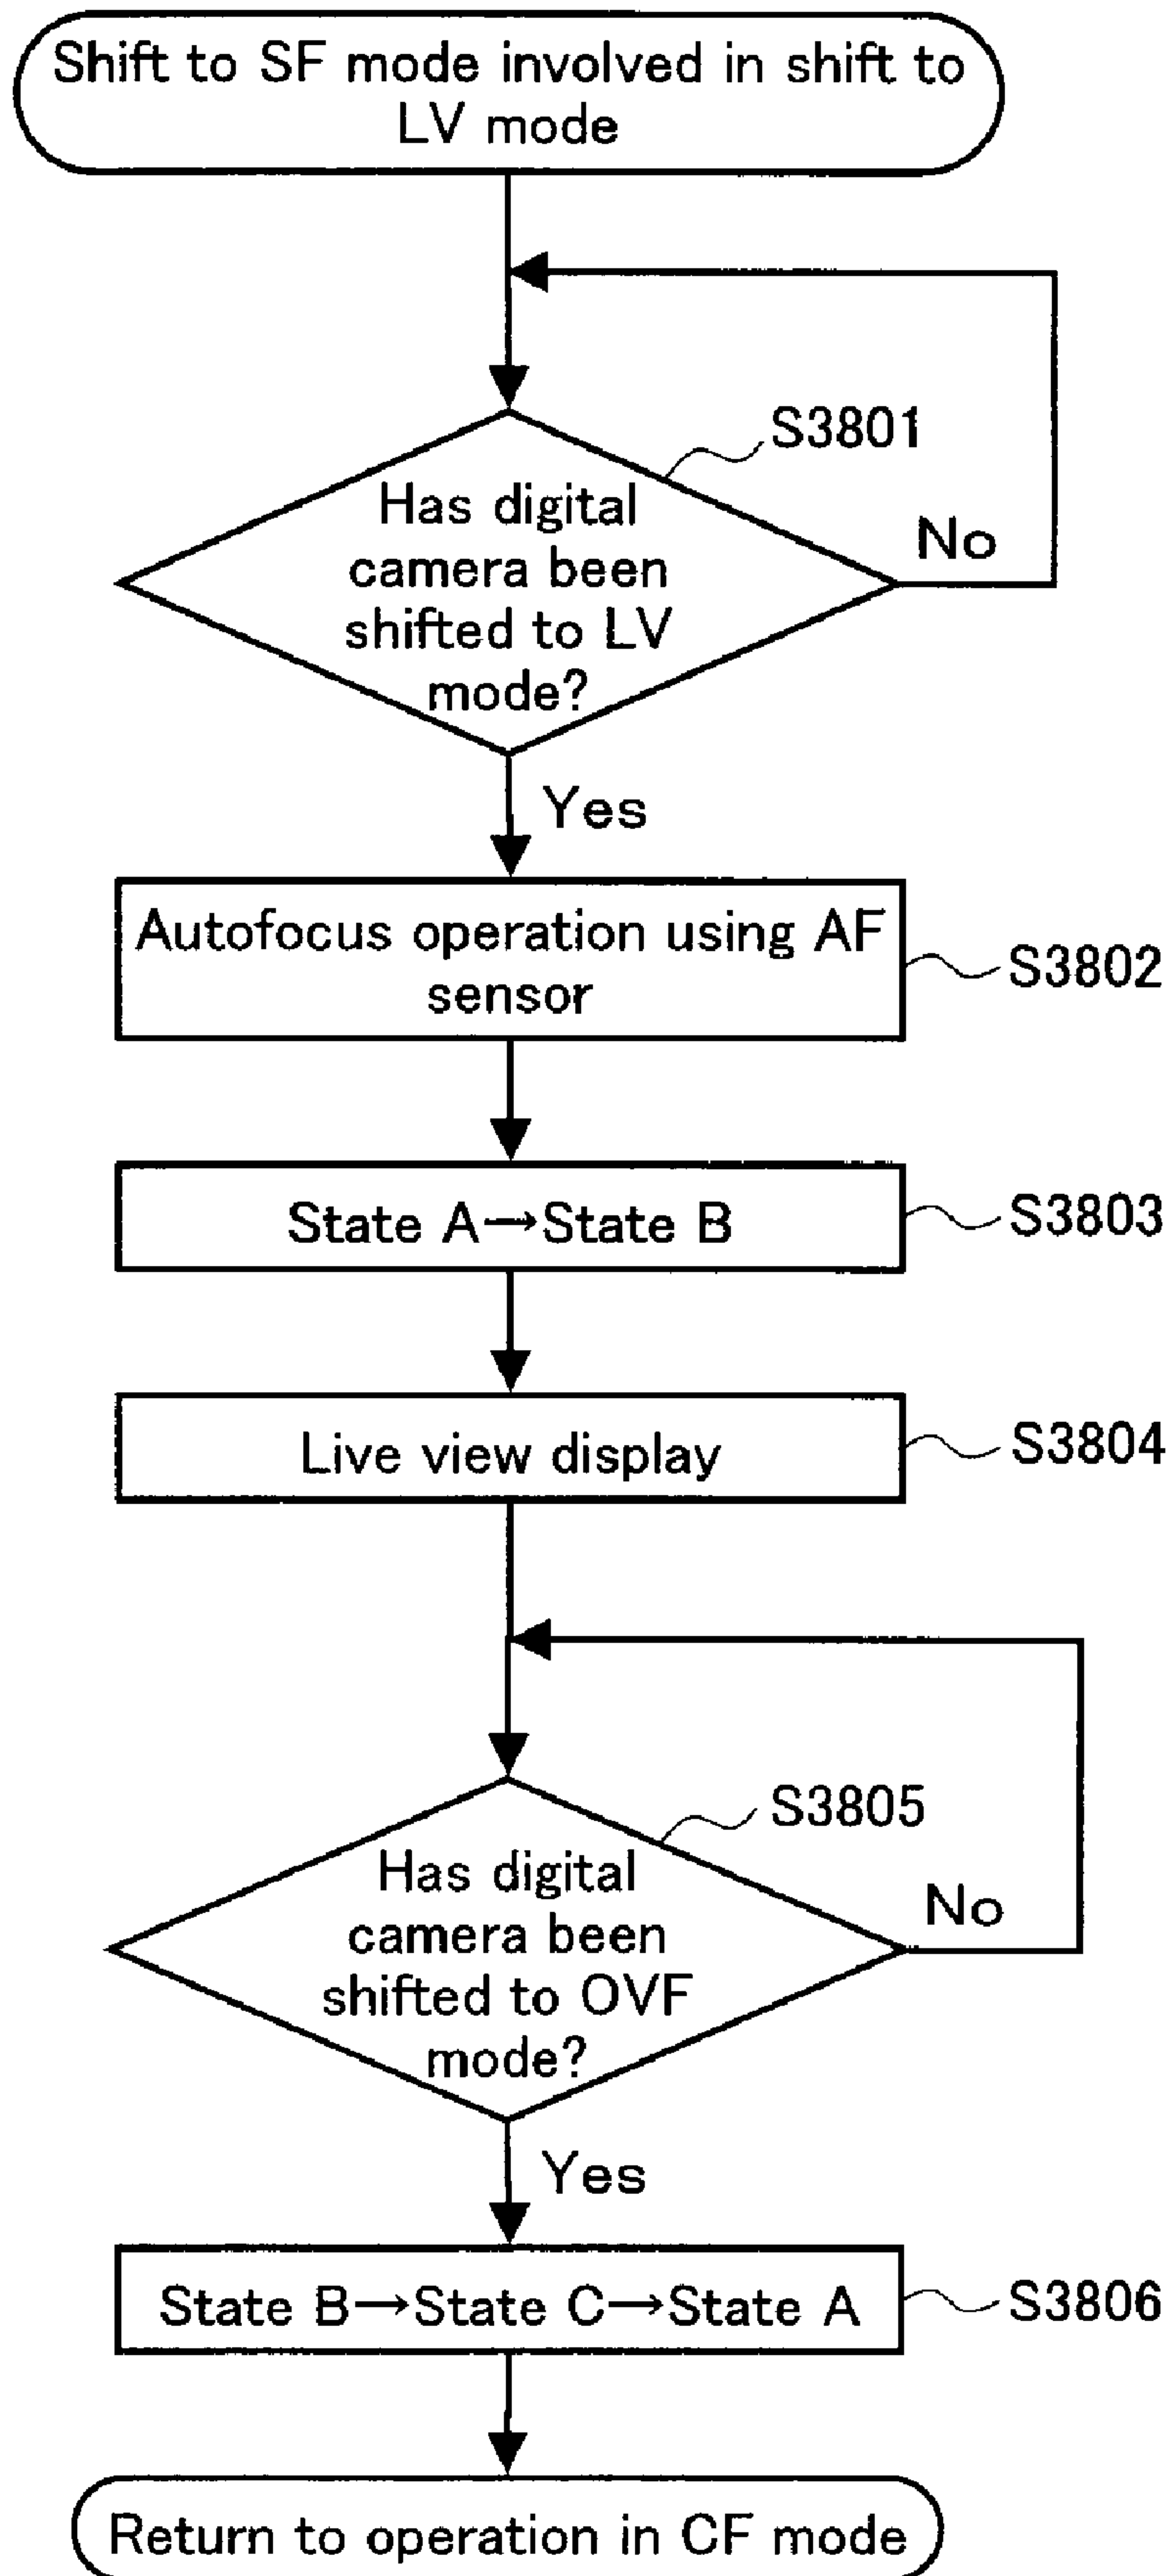 Shift to SF mode involved in shift to
LV mode
S3801
Has digital
camera been
shifted to LV
mode?
No
Yes
Autofocus operation using AF
sensor
S3802
State A→State B
S3803
Live view display
S3804
S3805
Has digital
camera been
shifted to OVF
mode?
No
Yes
State B→State C→State A
S3806
Return to operation in CF mode